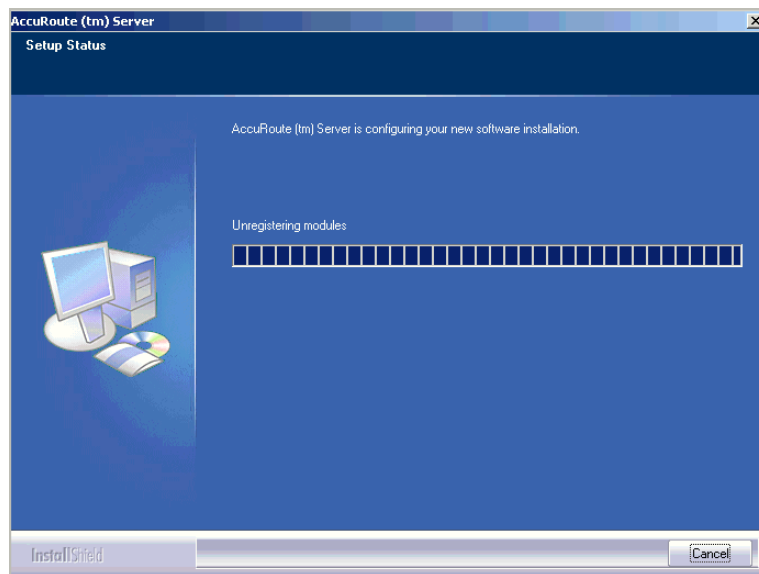 AccuRoute (tm) Server
Setup Status
AccuRoute (tm) Server is configuring your new software installation.
Unregistering modules
InstallShield
Cancel